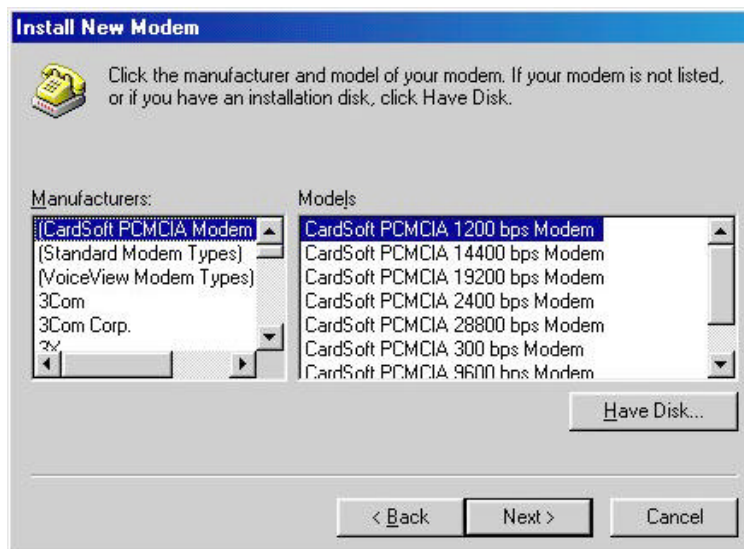 Install New Modem
Click the manufacturer and model of your modem. If your modem is not listed,
or if you have an installation disk, click Have Disk.
Manufacturers:
(CardSoft PCMCIA Modem
(Standard Modem Types)
(VoiceView Modem Types)
3Com
3Com Corp.
3X
Models
CardSoft PCMCIA 1200 bps Modem
CardSoft PCMCIA 14400 bps Modem
CardSoft PCMCIA 19200 bps Modem
CardSoft PCMCIA 2400 bps Modem
CardSoft PCMCIA 28800 bps Modem
CardSoft PCMCIA 300 bps Modem
CardSoft PCMCIA 9600 bps Modem
Have Disk...
< Back
Next >
Cancel